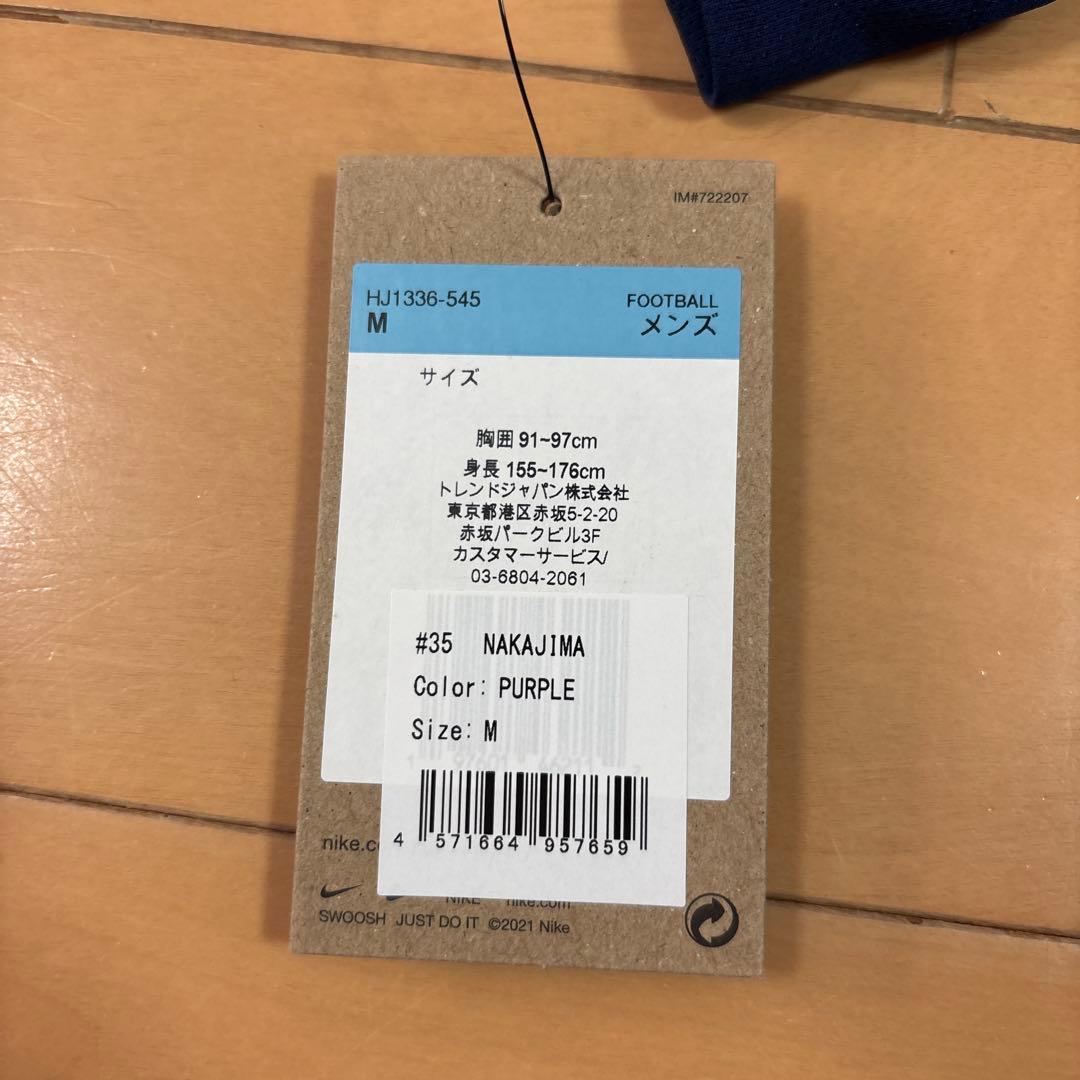 IM#722207
HJ1336-545 FOOTBALL
M メンズ
サイズ
胸囲 91~97cm
身長 155~176cm
トレンドジャパン株式会社
東京都港区赤坂5-2-20
赤坂パークビル3F
カスタマーサービス/
03-6804-2061
#35 NAKAJIMA
Color: PURPLE
Size: M
4 571664 957659
NIKE nike.com
SWOOSH JUST DO IT ©2021 Nike